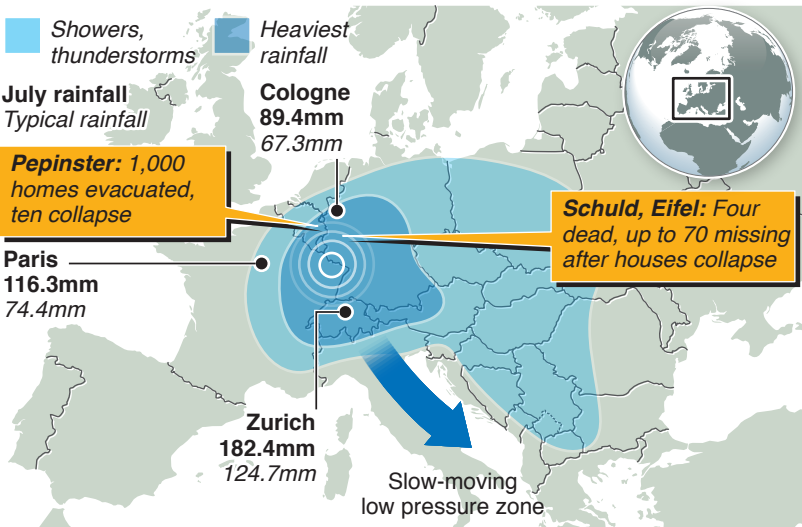 Showers,
thunderstorms
Heaviest
rainfall
July rainfall
Typical rainfall
Cologne
89.4mm
67.3mm
Pepinster: 1,000
homes evacuated,
ten collapse
Schuld, Eifel: Four
dead, up to 70 missing
after houses collapse
Paris
116.3mm
74.4mm
Zurich
182.4mm
124.7mm
Slow-moving
low pressure zone